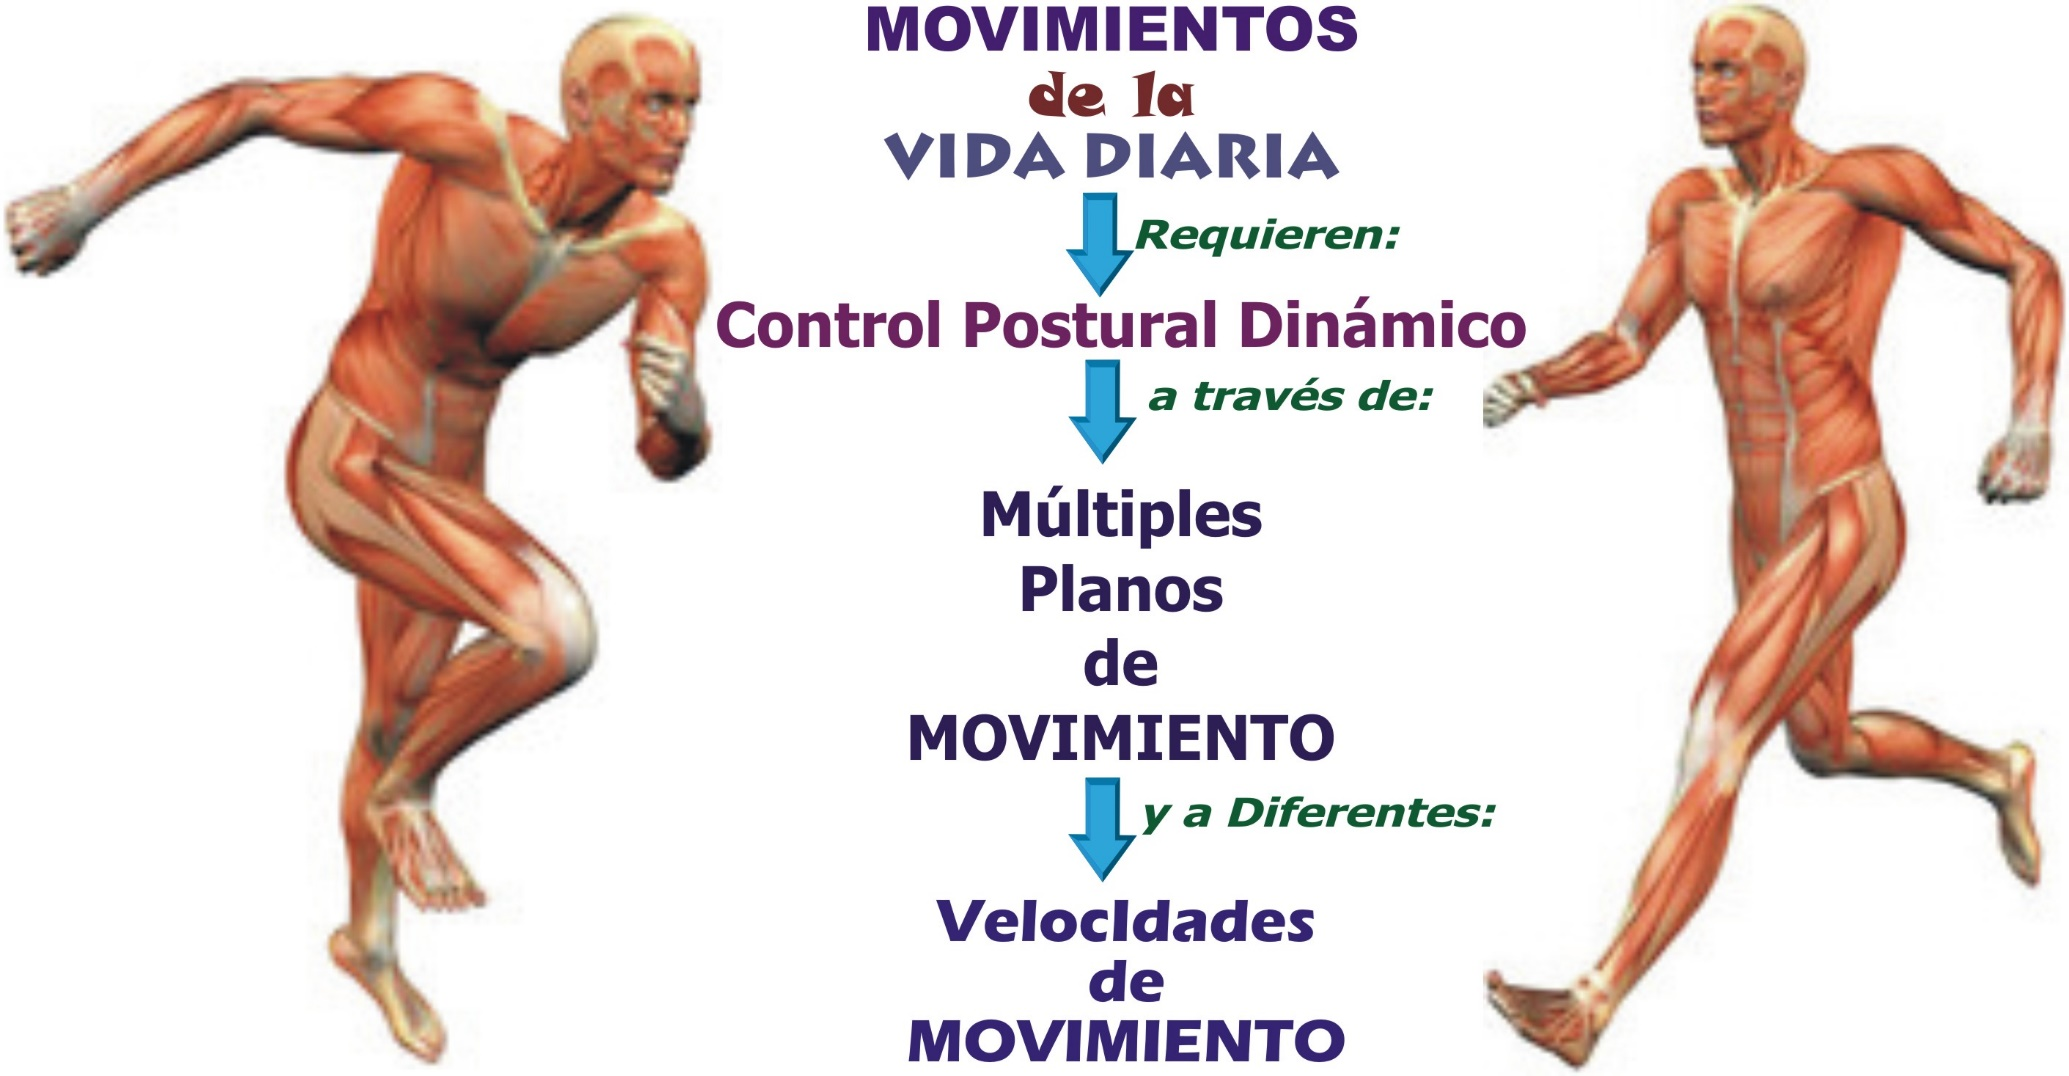 MOVIMIENTOS
de la
VIDA DIARIA
Requieren:
Control Postural Dinámico
a través de:
Múltiples
Planos
de
MOVIMIENTO
y a Diferentes:
VelocIdades
de
MOVIMIENTO